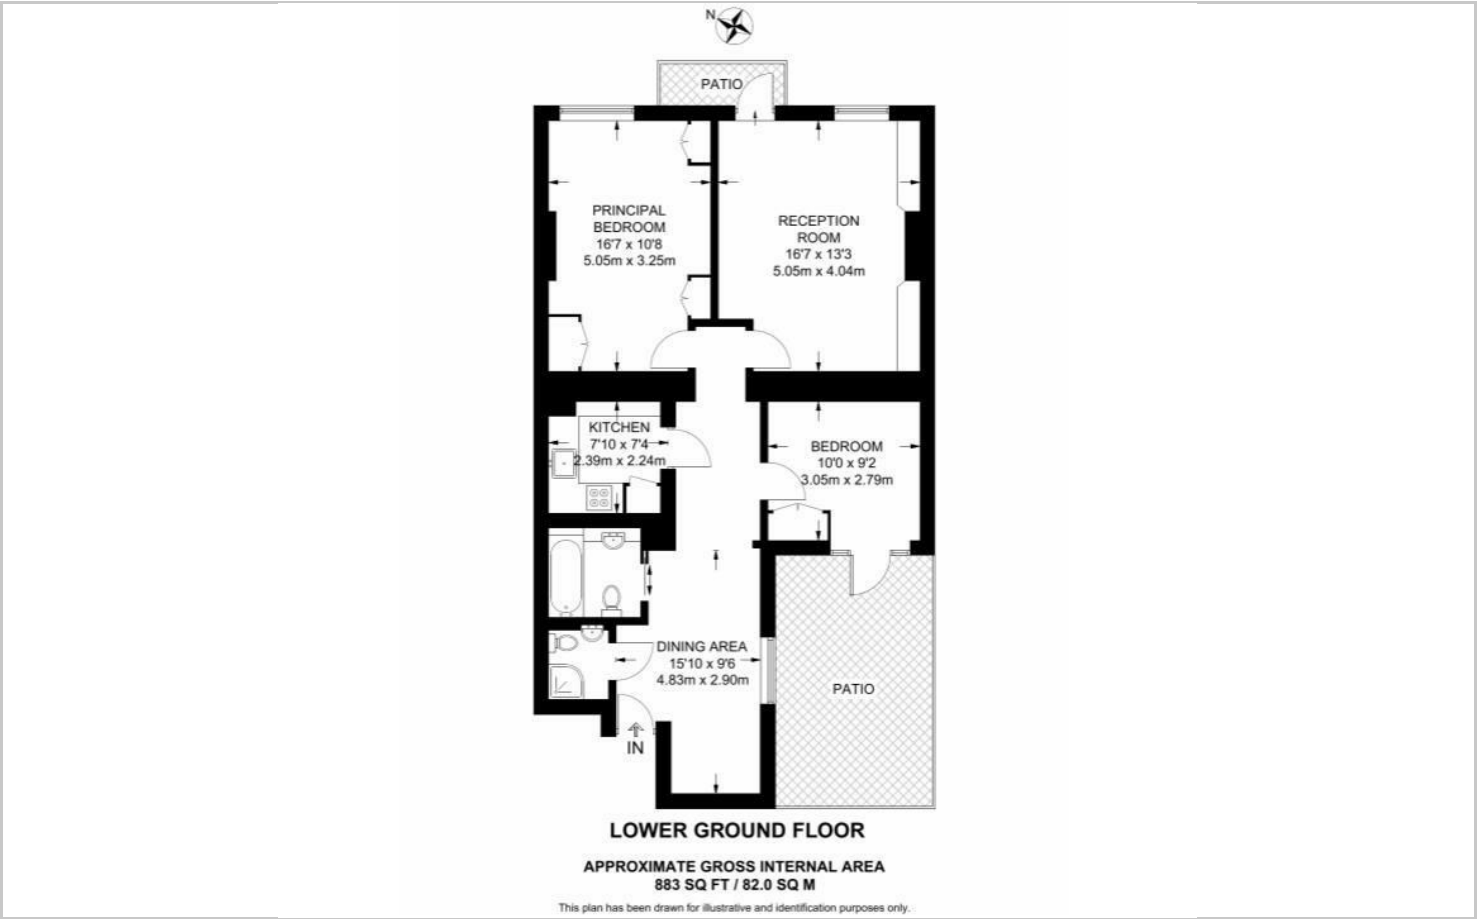 N
PATIO
PRINCIPAL
BEDROOM
16'7 x 10'8
5.05m x 3.25m
RECEPTION
ROOM
16'7 x 13'3
5.05m x 4.04m
KITCHEN
7'10 x 7'4
2.39m x 2.24m
BEDROOM
10'0 x 9'2
3.05m x 2.79m
DINING AREA
15'10 x 9'6
4.83m x 2.90m
PATIO
IN
LOWER GROUND FLOOR
APPROXIMATE GROSS INTERNAL AREA
883 SQ FT / 82.0 SQ M
This plan has been drawn for illustrative and identification purposes only.